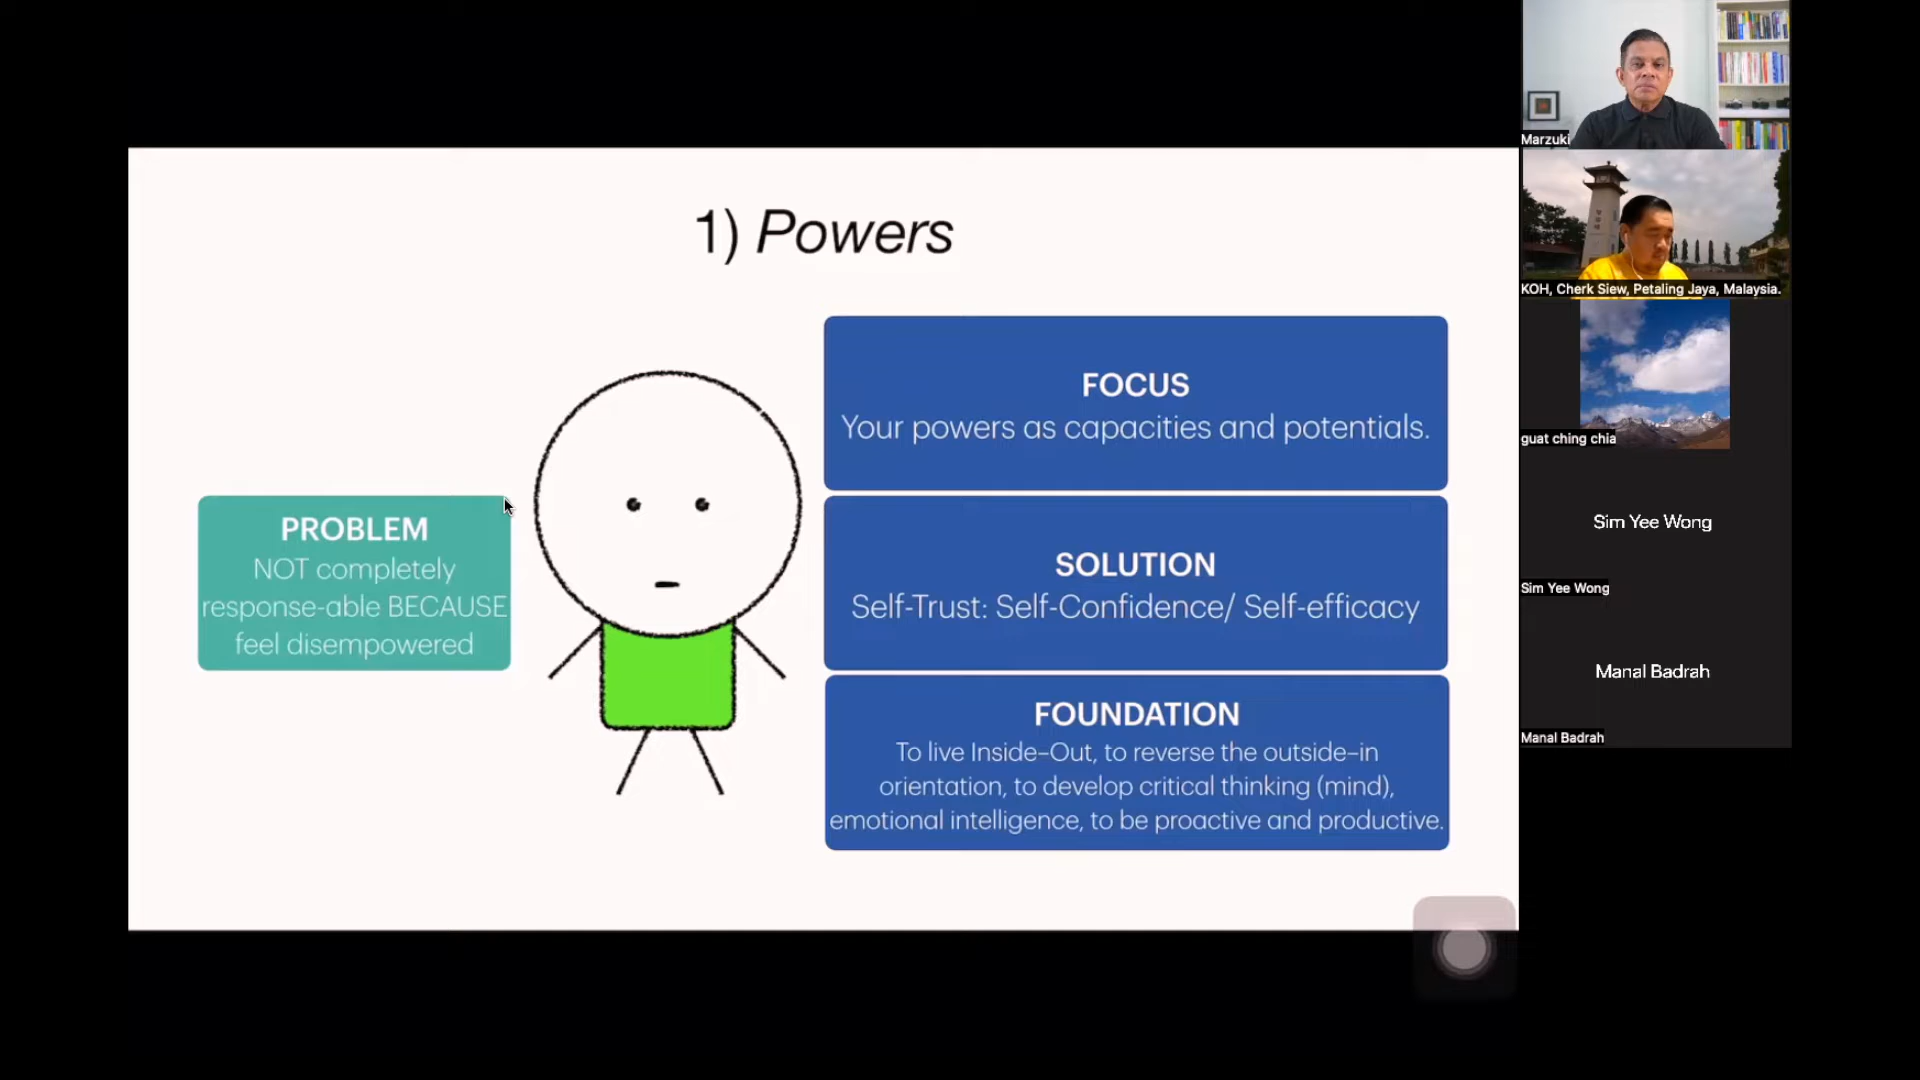 1) Powers
PROBLEM
NOT completely
response-able BECAUSE
feel disempowered
FOCUS
Your powers as capacities and potentials.
SOLUTION
Self-Trust: Self-Confidence/ Self-efficacy
FOUNDATION
To live Inside–Out, to reverse the outside–in
orientation, to develop critical thinking (mind),
emotional intelligence, to be proactive and productive.
Marzuki
KOH, Cherk Siew, Petaling Jaya, Malaysia.
guat ching chia
Sim Yee Wong
Sim Yee Wong
Manal Badrah
Manal Badrah